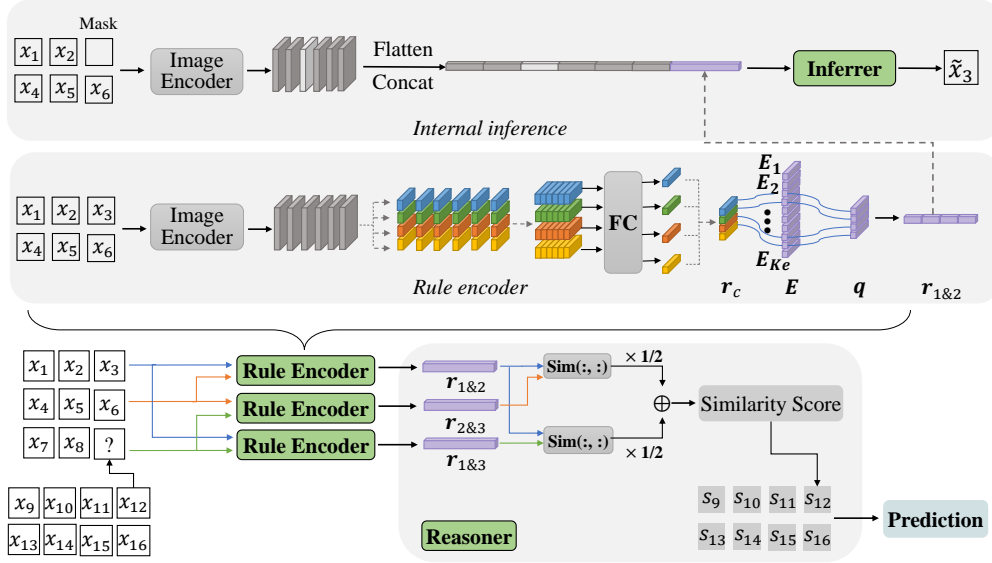 Mask
x₁ x₂
x₄ x₅ x₆
Image
Encoder
Flatten
Concat
Inferrer
x̃₃
Internal inference
x₁ x₂ x₃
x₄ x₅ x₆
Image
Encoder
FC
E₁
E₂
E_Ke
r_c E q r₁&₂
Rule encoder
x₁ x₂ x₃
x₄ x₅ x₆
x₇ x₈ ?
x₉ x₁₀ x₁₁ x₁₂
x₁₃ x₁₄ x₁₅ x₁₆
Rule Encoder
Rule Encoder
Rule Encoder
r₁&₂
r₂&₃
r₁&₃
Sim(:, :)
× 1/2
⊕
Sim(:, :)
× 1/2
Similarity Score
s₉ s₁₀ s₁₁ s₁₂
s₁₃ s₁₄ s₁₅ s₁₆
Prediction
Reasoner